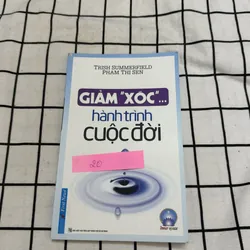 TRISH SUMMERFIELD
PHẠM THỊ SEN
GIẢM "XÓC"...
hành trình
cuộc đời
20